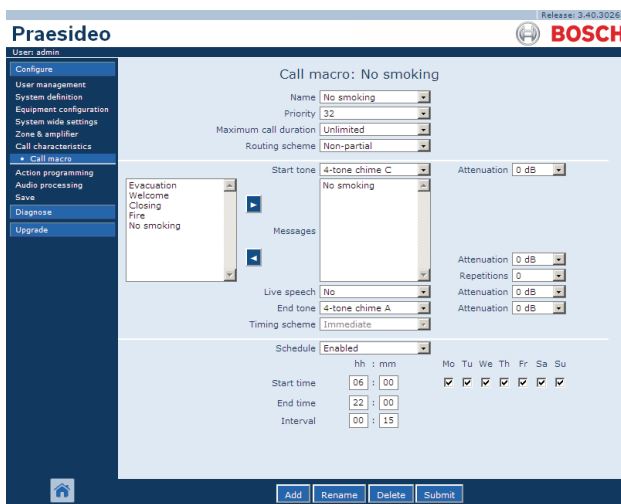 Release: 3.40.3026
Praesideo
BOSCH
User: admin
Configure
User management
System definition
Equipment configuration
System wide settings
Zone & amplifier
Call characteristics
• Call macro
Action programming
Audio processing
Save
Diagnose
Upgrade
Call macro: No smoking
Name No smoking
Priority 32
Maximum call duration Unlimited
Routing scheme Non-partial
Start tone 4-tone chime C Attenuation 0 dB
Evacuation
Welcome
Closing
Fire
No smoking
Messages
No smoking
Attenuation 0 dB
Repetitions 0
Live speech No Attenuation 0 dB
End tone 4-tone chime A Attenuation 0 dB
Timing scheme Immediate
Schedule Enabled
hh : mm Mo Tu We Th Fr Sa Su
Start time 06 : 00
End time 22 : 00
Interval 00 : 15
Add Rename Delete Submit